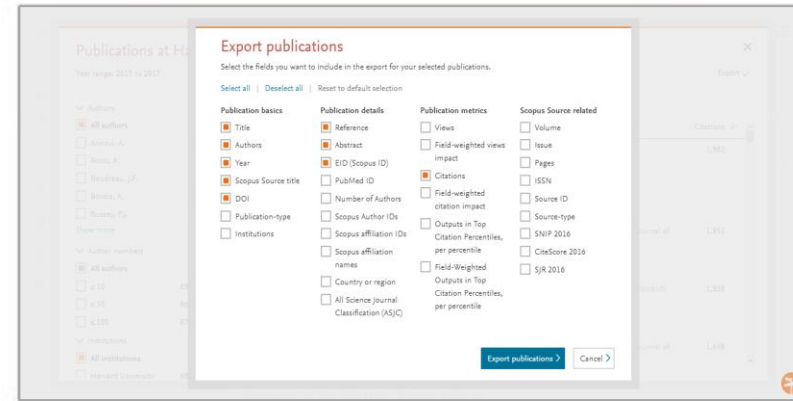 Export publications
Select the fields you want to include in the export for your selected publications.
Select all | Deselect all | Reset to default selection
Publication basics
Title
Authors
Year
Scopus Source title
DOI
Publication-type
Institutions
Publication details
Reference
Abstract
EID (Scopus ID)
PubMed ID
Number of Authors
Scopus Author IDs
Scopus affiliation IDs
Scopus affiliation
names
Country or region
All Science Journal
Classification (ASJC)
Publication metrics
Views
Field-weighted views
impact
Citations
Field-weighted
citation impact
Outputs in Top
Citation Percentiles,
per percentile
Field-Weighted
Outputs in Top
Citation Percentiles,
per percentile
Scopus Source related
Volume
Issue
Pages
ISSN
Source ID
Source-type
SNIP 2016
CiteScore 2016
SJR 2016
Export publications
Cancel
Publications at
Authors
All authors
Show more
Author numbers
All authors
Institutions
All institutions
Harvard University
Export
Citations